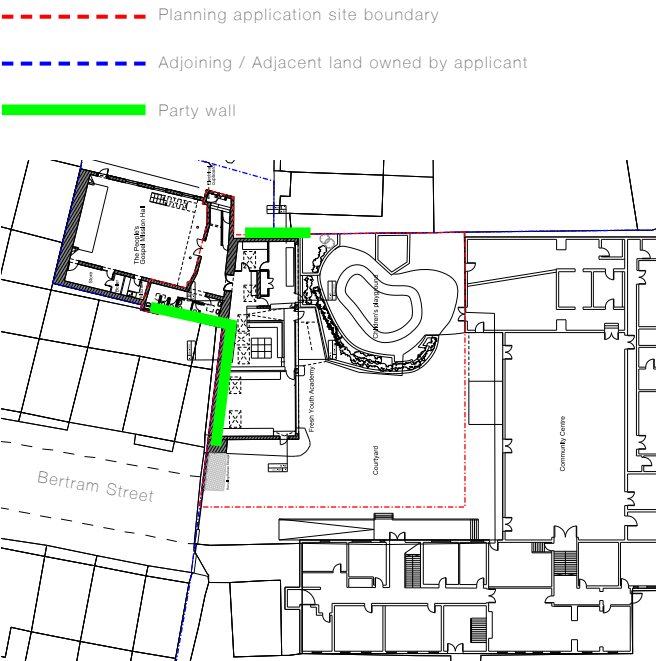 Planning application site boundary
Adjoining / Adjacent land owned by applicant
Party wall
The People's
Gospel Mission Hall
Children's playground
Fresh Youth Academy
Courtyard
Community Centre
Bertram Street